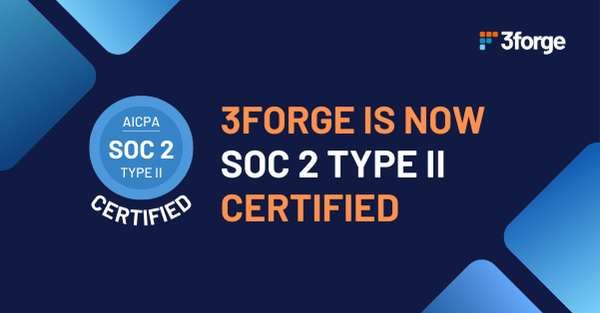 3forge
AICPA
SOC 2
TYPE II
CERTIFIED
3FORGE IS NOW
SOC 2 TYPE II
CERTIFIED